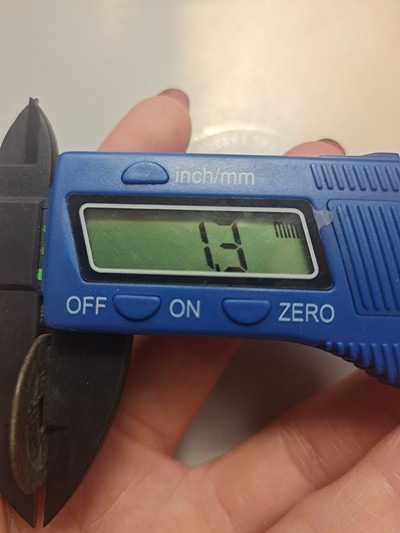 inch/mm
1.3 mm
OFF ON ZERO